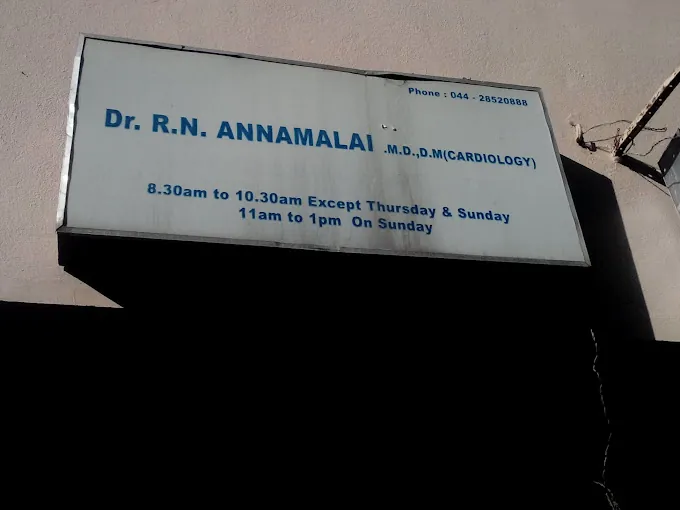 Phone : 044 - 28520888
Dr. R.N. ANNAMALAI .M.D.,D.M(CARDIOLOGY)
8.30am to 10.30am Except Thursday & Sunday
11am to 1pm On Sunday